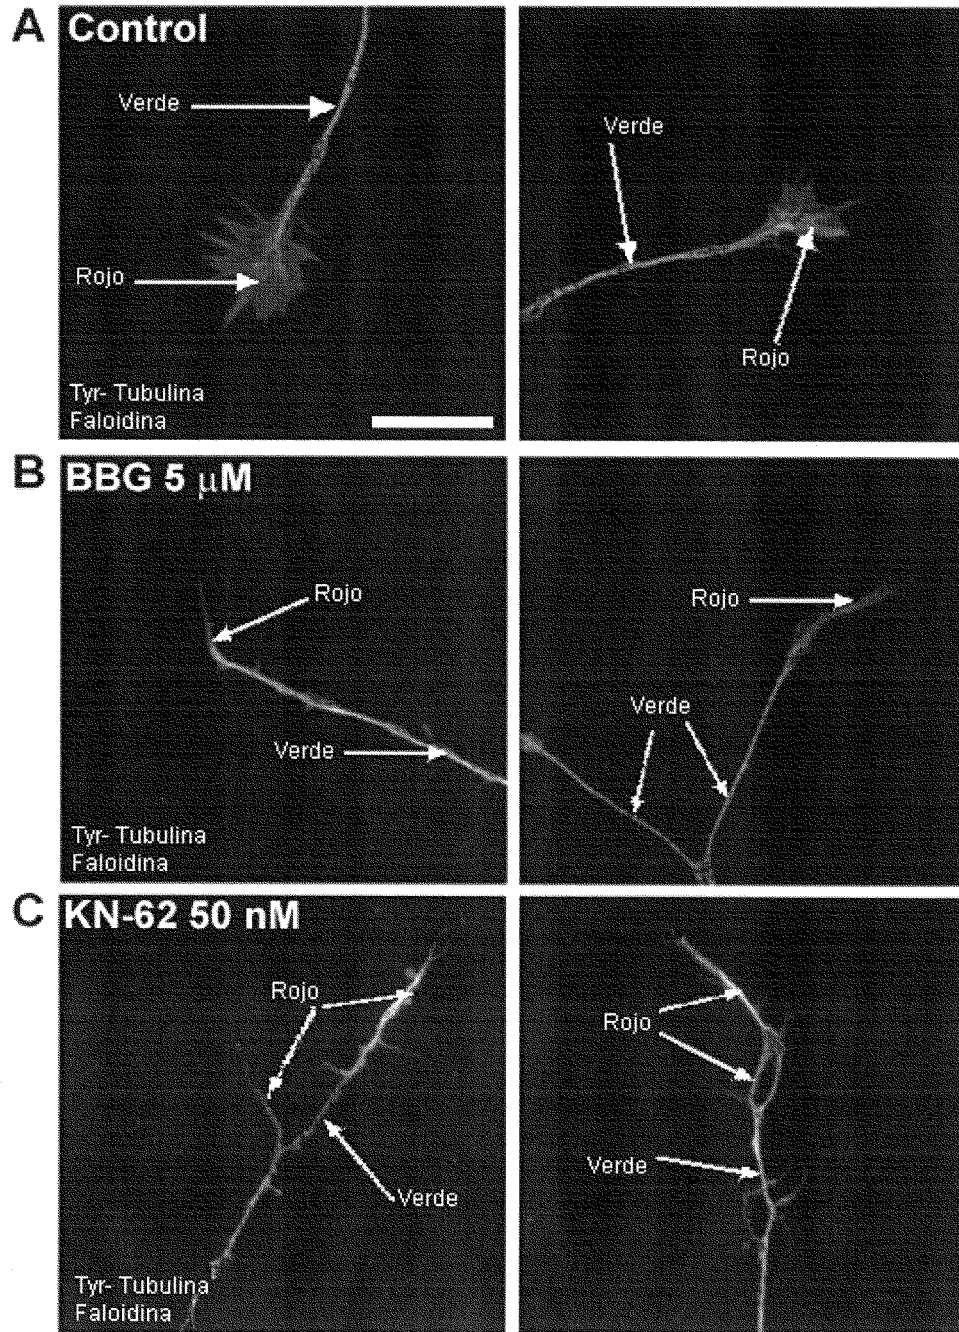 A Control
Verde
Rojo
Tyr- Tubulina
Faloidina
Verde
Rojo
B BBG 5 μM
Rojo
Verde
Tyr- Tubulina
Faloidina
Rojo
Verde
C KN-62 50 nM
Rojo
Verde
Tyr- Tubulina
Faloidina
Rojo
Verde